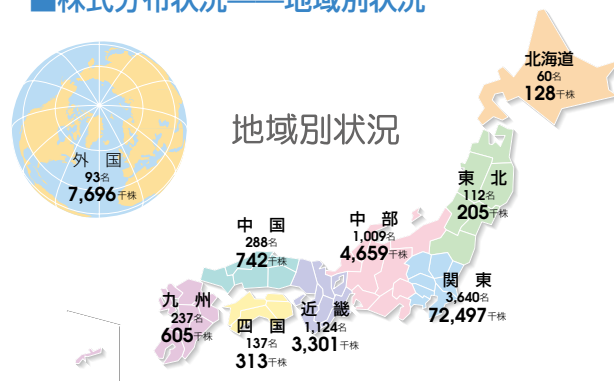 ■株式分布状況——地域別状況
地域別状況
北海道
60名
128千株
外 国
93名
7,696千株
東 北
112名
205千株
中 部
1,009名
4,659千株
中 国
288名
742千株
関 東
3,640名
72,497千株
九 州
237名
605千株
四 国
137名
313千株
近 畿
1,124名
3,301千株